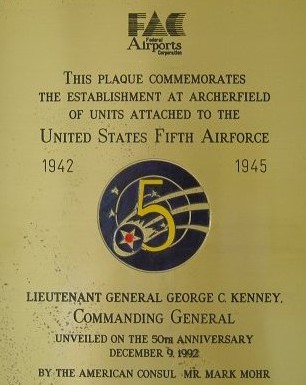 FAC
Federal
Airports
Corporation
THIS PLAQUE COMMEMORATES
THE ESTABLISHMENT AT ARCHERFIELD
OF UNITS ATTACHED TO THE
UNITED STATES FIFTH AIRFORCE
1942 1945
5
LIEUTENANT GENERAL GEORGE C. KENNEY,
COMMANDING GENERAL
UNVEILED ON THE 50TH ANNIVERSARY
DECEMBER 9, 1992
BY THE AMERICAN CONSUL MR. MARK MOHR